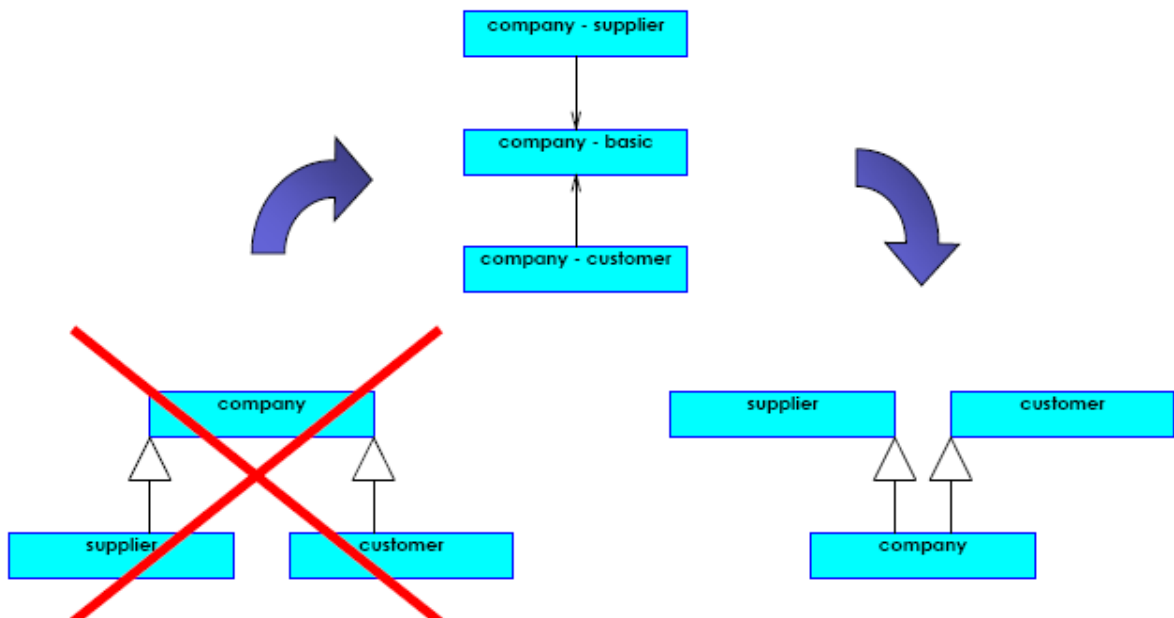 company - supplier
company - basic
company - customer
company
supplier
customer
supplier
customer
company